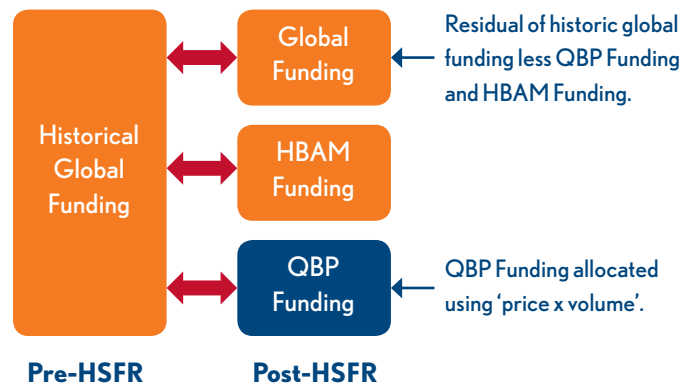 Historical
Global
Funding
Global
Funding
Residual of historic global
funding less QBP Funding
and HBAM Funding.
HBAM
Funding
QBP
Funding
QBP Funding allocated
using ‘price x volume’.
Pre-HSFR
Post-HSFR